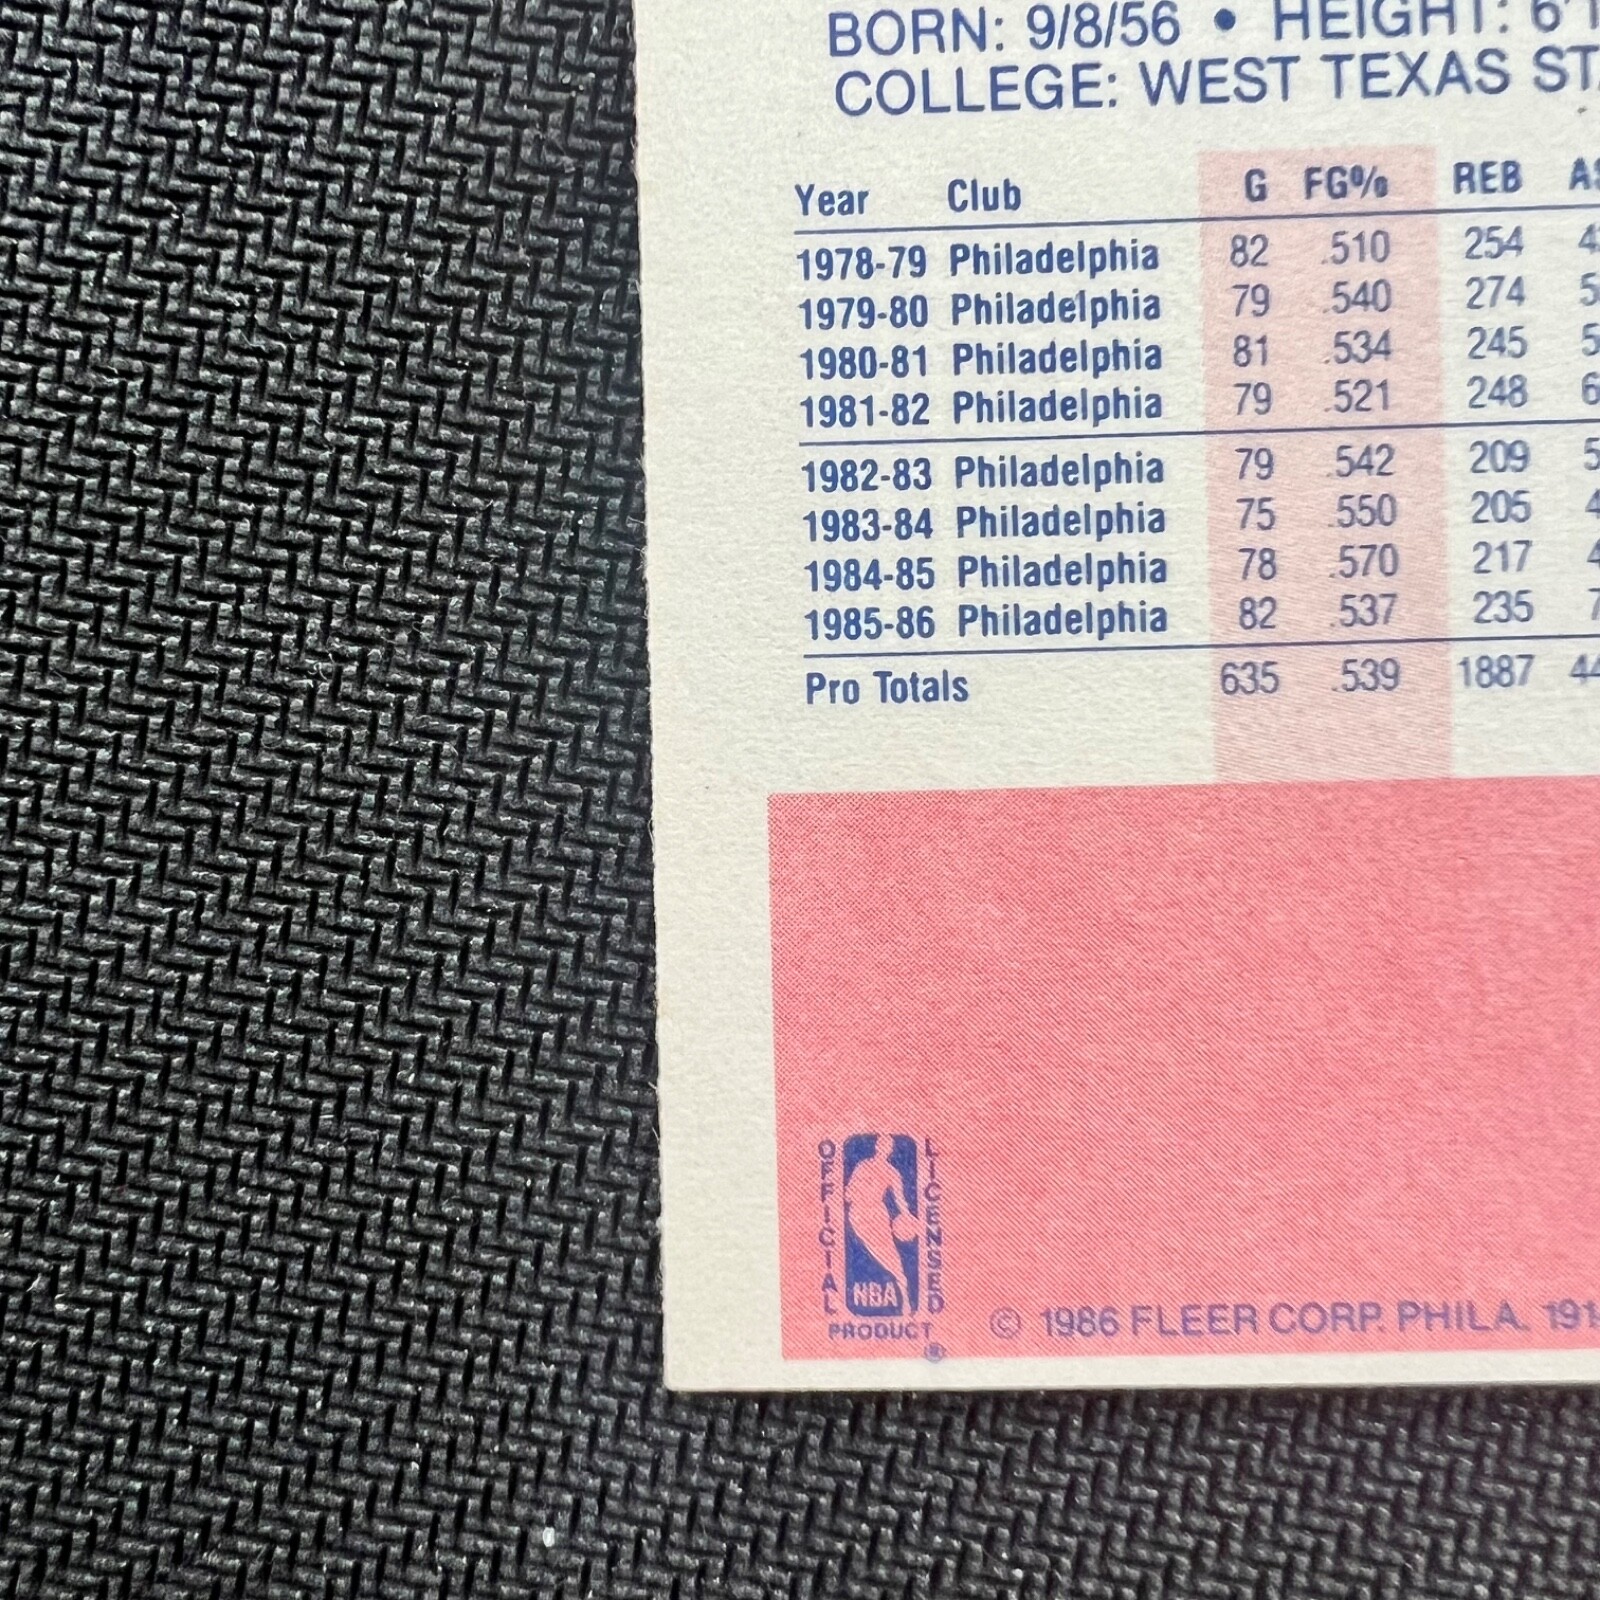 BORN: 9/8/56 • HEIGHT: 6'1
COLLEGE: WEST TEXAS ST
Year Club G FG% REB
1978-79 Philadelphia 82 .510 254
1979-80 Philadelphia 79 .540 274
1980-81 Philadelphia 81 .534 245
1981-82 Philadelphia 79 .521 248
1982-83 Philadelphia 79 .542 209
1983-84 Philadelphia 75 .550 205
1984-85 Philadelphia 78 .570 217
1985-86 Philadelphia 82 .537 235
Pro Totals 635 .539 1887
OFFICIAL
NBA
LICENSED
PRODUCT ®
© 1986 FLEER CORP. PHILA. 191